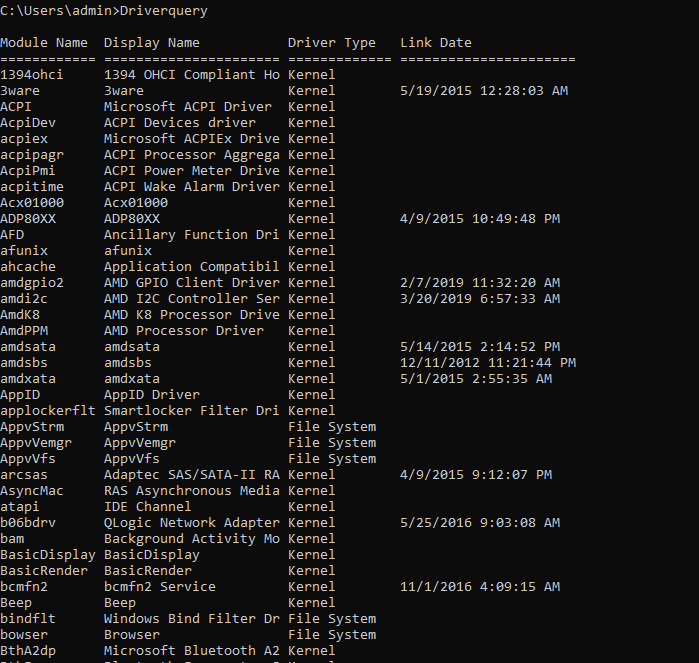 C:\Users\admin>Driverquery
Module Name  Display Name           Driver Type   Link Date
============ ====================== ============= ======================
1394ohci     1394 OHCI Compliant Ho Kernel
3ware        3ware                  Kernel        5/19/2015 12:28:03 AM
ACPI         Microsoft ACPI Driver  Kernel
AcpiDev      ACPI Devices driver    Kernel
acpiex       Microsoft ACPIEx Drive Kernel
acpipagr     ACPI Processor Aggrega Kernel
AcpiPmi      ACPI Power Meter Drive Kernel
acpitime     ACPI Wake Alarm Driver Kernel
Acx01000     Acx01000               Kernel
ADP80XX      ADP80XX                Kernel        4/9/2015 10:49:48 PM
AFD          Ancillary Function Dri Kernel
afunix       afunix                 Kernel
ahcache      Application Compatibil Kernel
amdgpio2     AMD GPIO Client Driver Kernel        2/7/2019 11:32:20 AM
amdi2c       AMD I2C Controller Ser Kernel        3/20/2019 6:57:33 AM
AmdK8        AMD K8 Processor Drive Kernel
AmdPPM       AMD Processor Driver   Kernel
amdsata      amdsata                Kernel        5/14/2015 2:14:52 PM
amdsbs       amdsbs                 Kernel        12/11/2012 11:21:44 PM
amdxata      amdxata                Kernel        5/1/2015 2:55:35 AM
AppID        AppID Driver           Kernel
applockerflt Smartlocker Filter Dri Kernel
AppvStrm     AppvStrm               File System
AppvVemgr    AppvVemgr              File System
AppvVfs      AppvVfs                File System
arcsas       Adaptec SAS/SATA-II RA Kernel        4/9/2015 9:12:07 PM
AsyncMac     RAS Asynchronous Media Kernel
atapi        IDE Channel            Kernel
b06bdrv      QLogic Network Adapter Kernel        5/25/2016 9:03:08 AM
bam          Background Activity Mo Kernel
BasicDisplay BasicDisplay           Kernel
BasicRender  BasicRender            Kernel
bcmfn2       bcmfn2 Service         Kernel        11/1/2016 4:09:15 AM
Beep         Beep                   Kernel
bindflt      Windows Bind Filter Dr File System
bowser       Browser                File System
BthA2dp      Microsoft Bluetooth A2 Kernel